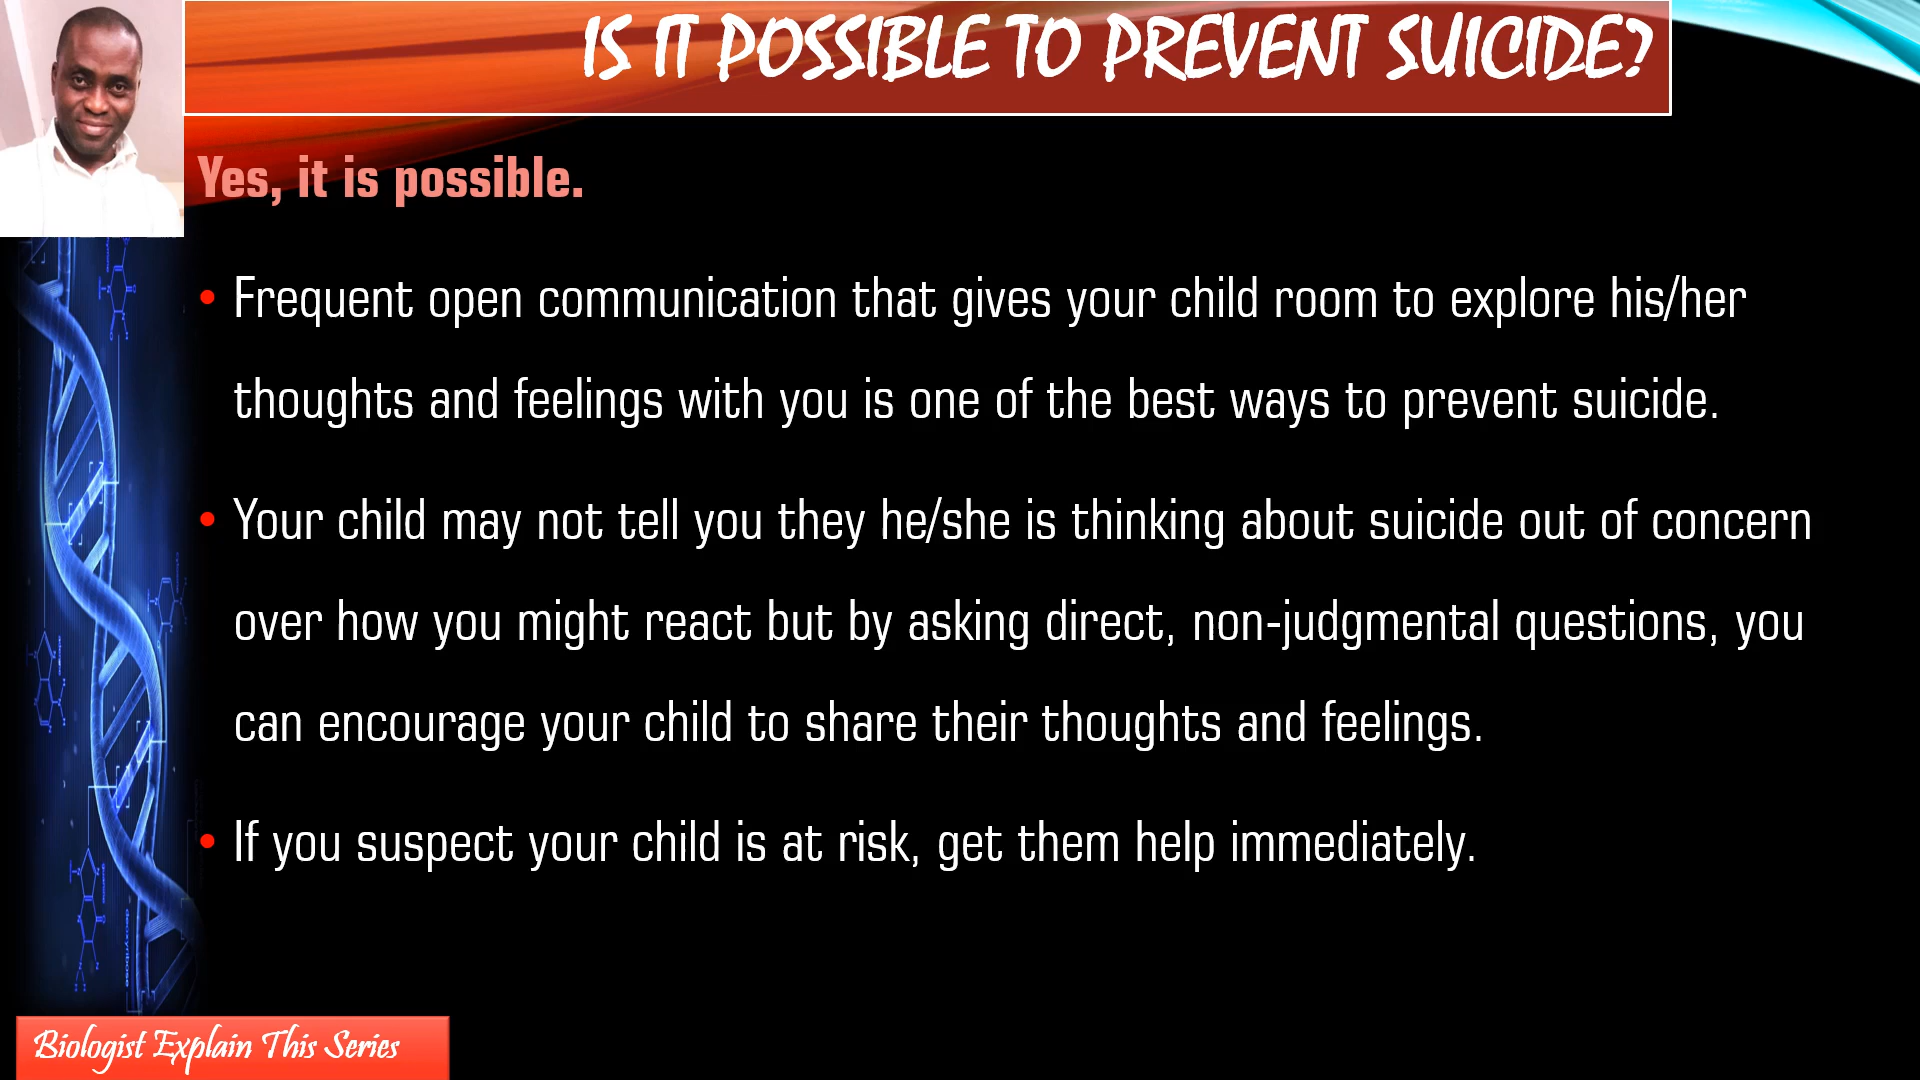 IS IT POSSIBLE TO PREVENT SUICIDE?
Yes, it is possible.
• Frequent open communication that gives your child room to explore his/her
thoughts and feelings with you is one of the best ways to prevent suicide.
• Your child may not tell you they he/she is thinking about suicide out of concern
over how you might react but by asking direct, non-judgmental questions, you
can encourage your child to share their thoughts and feelings.
• If you suspect your child is at risk, get them help immediately.
Biologist Explain This Series